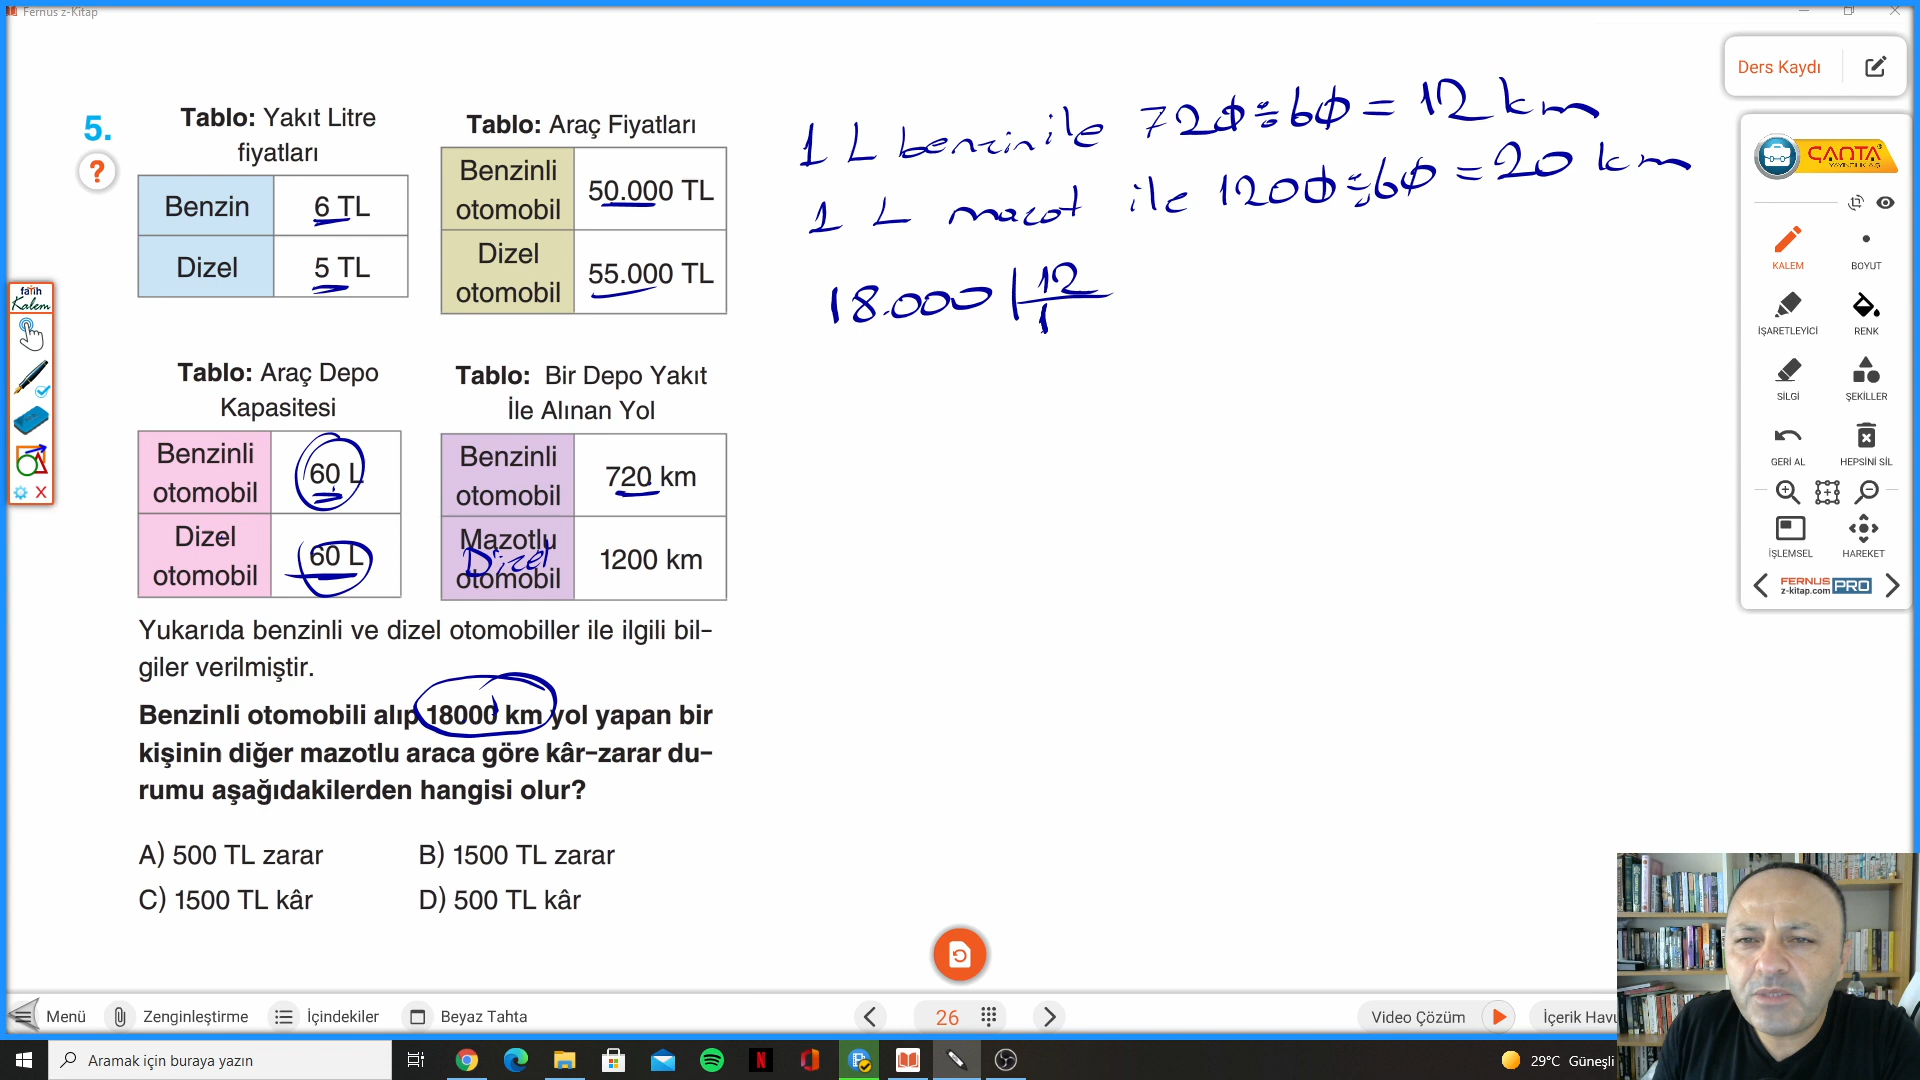 Fernus z-Kitap
Ders Kaydı
5.
?
Tablo: Yakıt Litre
fiyatları
Benzin 6 TL
Dizel 5 TL
Tablo: Araç Fiyatları
Benzinli
otomobil 50.000 TL
Dizel
otomobil 55.000 TL
Tablo: Araç Depo
Kapasitesi
Benzinli
otomobil 60 L
Dizel
otomobil 60 L
Tablo: Bir Depo Yakıt
İle Alınan Yol
Benzinli
otomobil 720 km
Mazotlu
Dizel
otomobil 1200 km
1 L benzin ile 720÷60 = 12 km
1 L mazot ile 1200÷60 = 20 km
18.000 | 12
1
Yukarıda benzinli ve dizel otomobiller ile ilgili bil-
giler verilmiştir.
Benzinli otomobili alıp 18000 km yol yapan bir
kişinin diğer mazotlu araca göre kâr-zarar du-
rumu aşağıdakilerden hangisi olur?
A) 500 TL zarar B) 1500 TL zarar
C) 1500 TL kâr D) 500 TL kâr
fatih
Kalem
X
ÇANTA
YAYINCILIK
KALEM BOYUT
İŞARETLEYİCİ RENK
SİLGİ ŞEKİLLER
GERİ AL HEPSİNİ SİL
İŞLEMSEL HAREKET
FERNUS
z-kitap.com PRO
Menü Zenginleştirme İçindekiler Beyaz Tahta 26 Video Çözüm İçerik Havu
Aramak için buraya yazın 29°C Güneşli